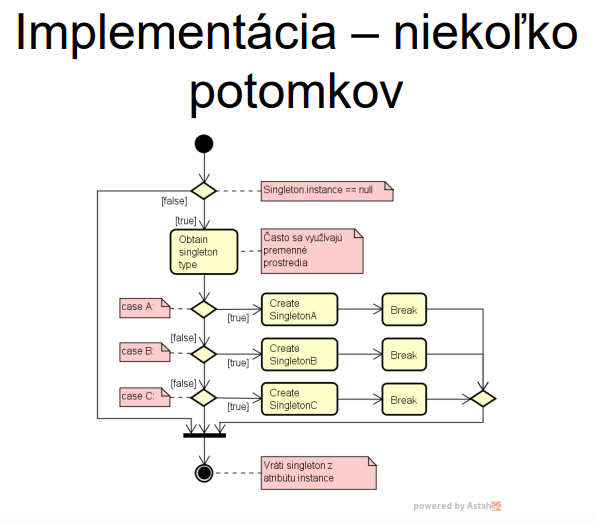 Implementácia – niekoľko
potomkov
Singleton.instance == null
[false]
[true]
Obtain
singleton
type
Často sa využívajú
premenné
prostredia
case A:
[true]
Create
SingletonA
Break
[false]
case B:
[true]
Create
SingletonB
Break
[false]
case C:
[true]
Create
SingletonC
Break
Vráti singleton z
atribútu instance
powered by Astah